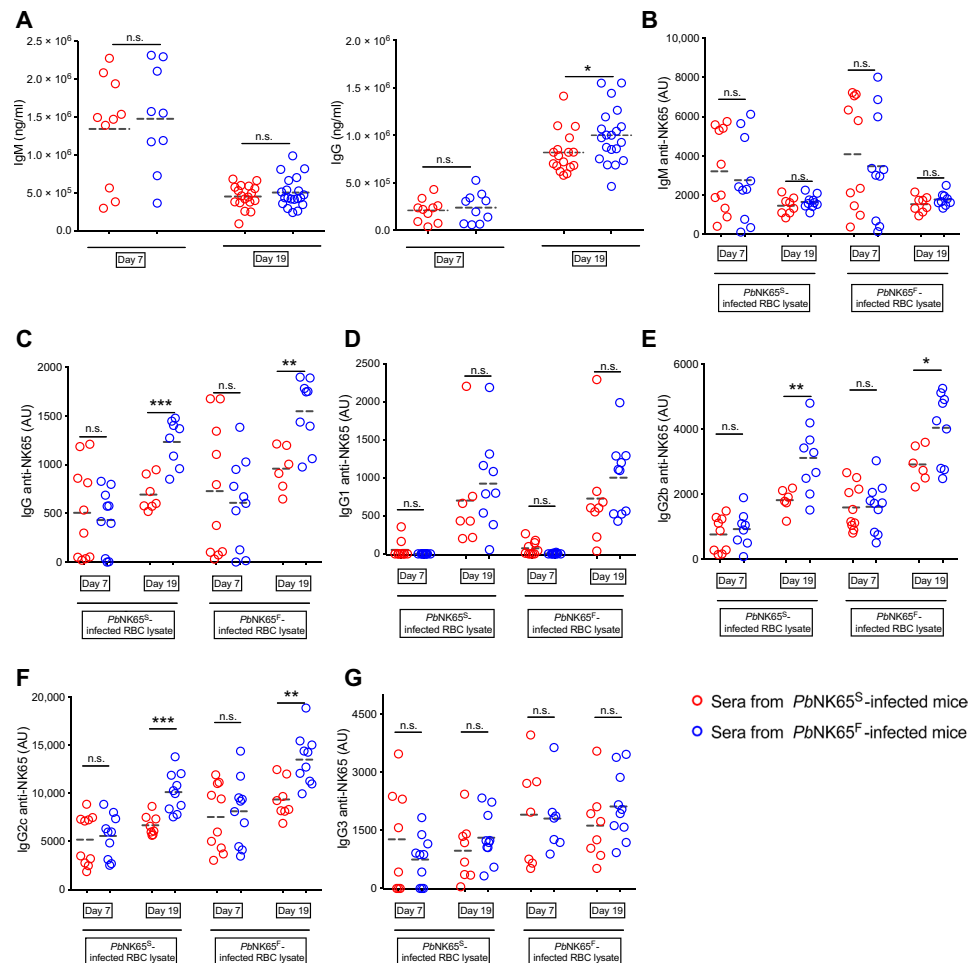 A
IgM (ng/ml)
2.5 × 10⁶
2.0 × 10⁶
1.5 × 10⁶
1.0 × 10⁶
5.0 × 10⁵
0.0
n.s.
n.s.
Day 7
Day 19
IgG (ng/ml)
2.0 × 10⁶
1.5 × 10⁶
1.0 × 10⁶
5.0 × 10⁵
0.0
n.s.
*
Day 7
Day 19
B
IgM anti-NK65 (AU)
10,000
8000
6000
4000
2000
0
n.s.
n.s.
n.s.
n.s.
Day 7
Day 19
Day 7
Day 19
PbNK65ˢ-
infected RBC lysate
PbNK65ᶠ-
infected RBC lysate
C
IgG anti-NK65 (AU)
2000
1500
1000
500
0
n.s.
***
n.s.
**
Day 7
Day 19
Day 7
Day 19
PbNK65ˢ-
infected RBC lysate
PbNK65ᶠ-
infected RBC lysate
D
IgG1 anti-NK65 (AU)
2500
2000
1500
1000
500
0
n.s.
n.s.
n.s.
n.s.
Day 7
Day 19
Day 7
Day 19
PbNK65ˢ-
infected RBC lysate
PbNK65ᶠ-
infected RBC lysate
E
IgG2b anti-NK65 (AU)
6000
4000
2000
0
n.s.
**
n.s.
*
Day 7
Day 19
Day 7
Day 19
PbNK65ˢ-
infected RBC lysate
PbNK65ᶠ-
infected RBC lysate
F
IgG2c anti-NK65 (AU)
20,000
15,000
10,000
5000
0
n.s.
***
n.s.
**
Day 7
Day 19
Day 7
Day 19
PbNK65ˢ-
infected RBC lysate
PbNK65ᶠ-
infected RBC lysate
G
IgG3 anti-NK65 (AU)
4500
3000
1500
0
n.s.
n.s.
n.s.
n.s.
Day 7
Day 19
Day 7
Day 19
PbNK65ˢ-
infected RBC lysate
PbNK65ᶠ-
infected RBC lysate
Sera from PbNK65ˢ-infected mice
Sera from PbNK65ᶠ-infected mice